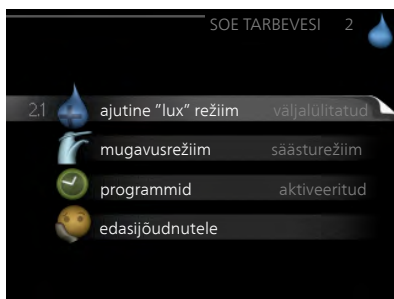 SOE TARBEVESI 2
2.1 ajutine "lux" režiim väljalülitatud
mugavusrežiim säästurežiim
programmid aktiveeritud
edasijõudnutele